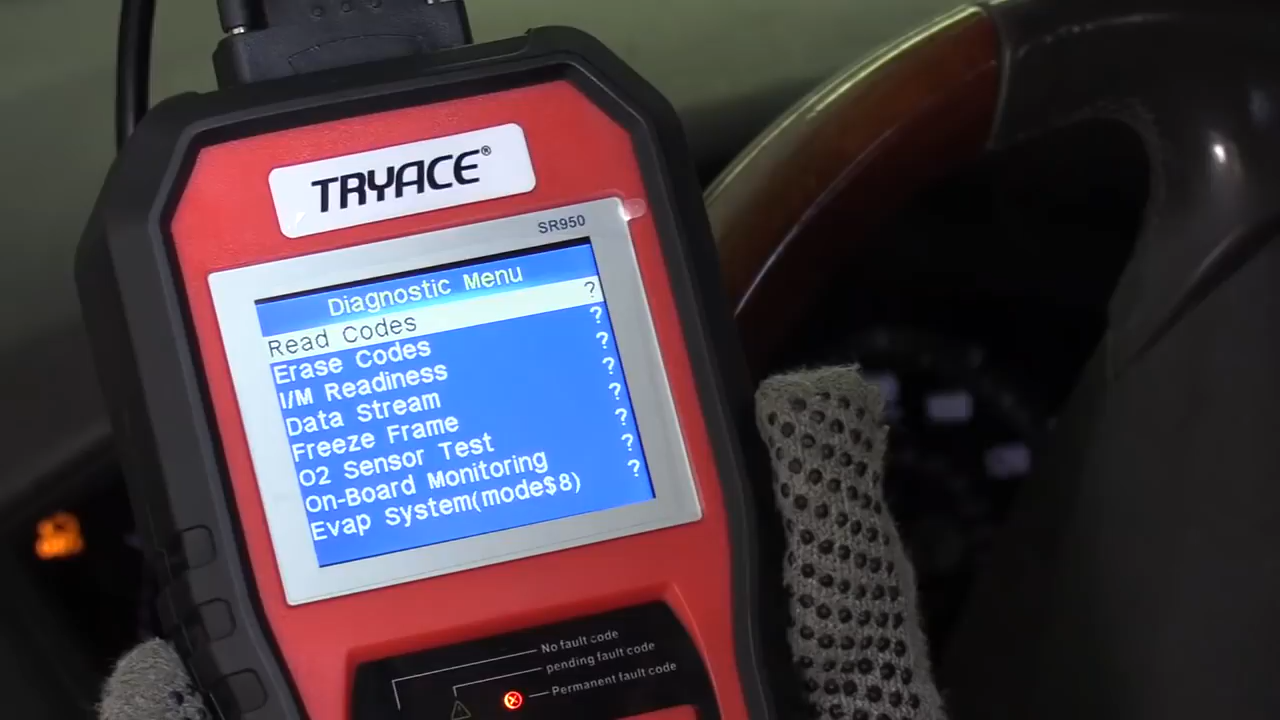 TRYACE®
SR950
Diagnostic Menu
Read Codes ?
Erase Codes ?
I/M Readiness ?
Data Stream ?
Freeze Frame ?
O2 Sensor Test ?
On-Board Monitoring ?
Evap System(mode$8) ?
No fault code
pending fault code
Permanent fault code